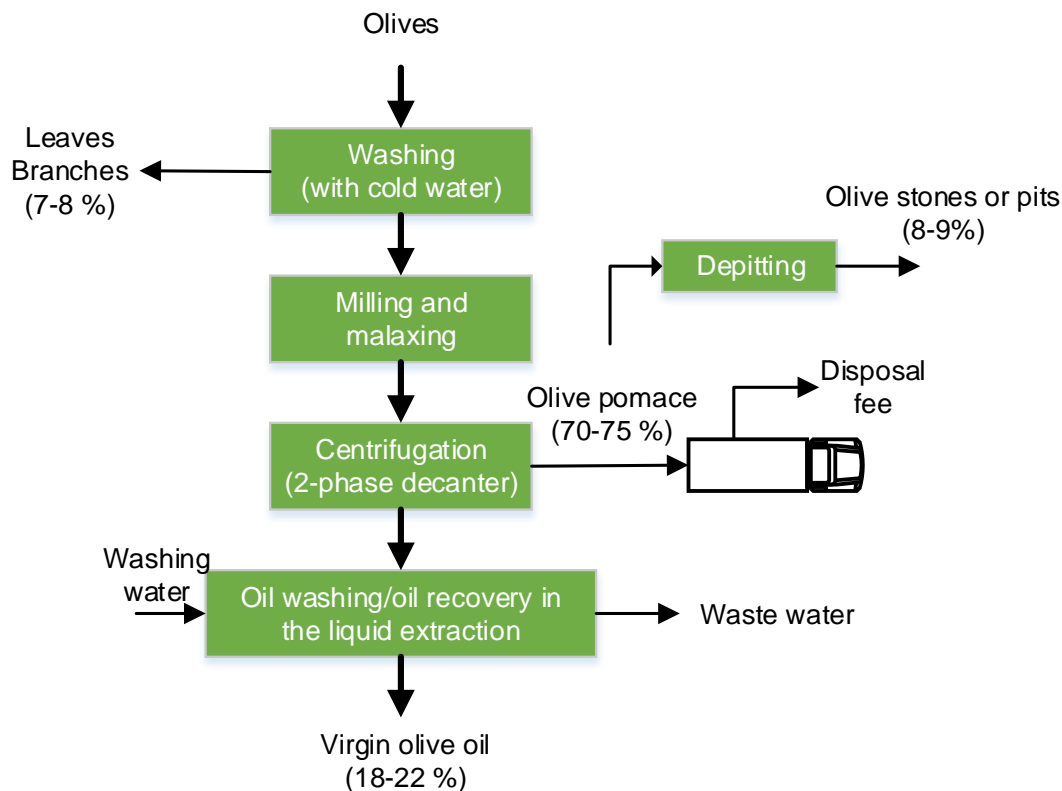 Olives
Leaves
Branches
(7-8 %)
Washing
(with cold water)
Olive stones or pits
(8-9%)
Depitting
Milling and
malaxing
Disposal
fee
Olive pomace
(70-75 %)
Centrifugation
(2-phase decanter)
Washing
water
Oil washing/oil recovery in
the liquid extraction
Waste water
Virgin olive oil
(18-22 %)